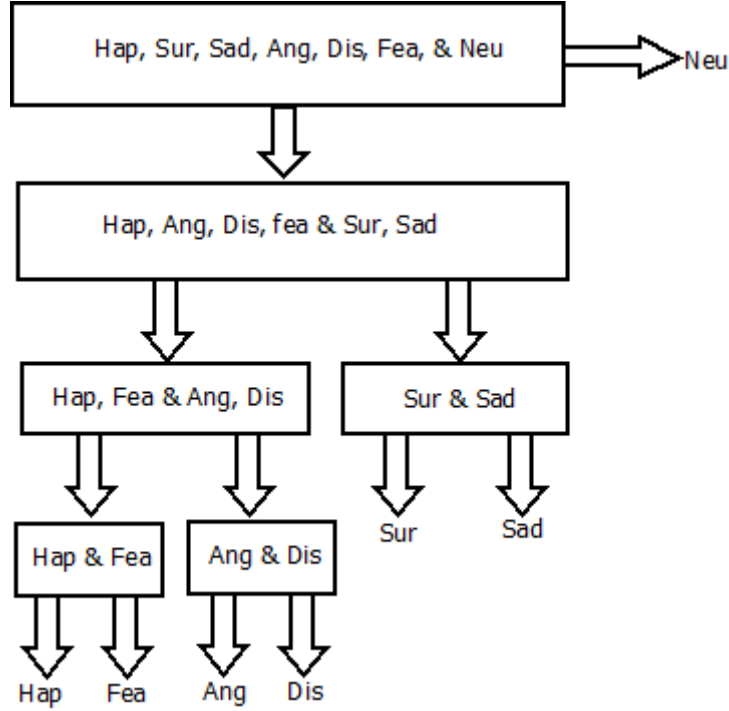 Hap, Sur, Sad, Ang, Dis, Fea, & Neu
Neu
Hap, Ang, Dis, fea & Sur, Sad
Hap, Fea & Ang, Dis
Sur & Sad
Sur
Sad
Hap & Fea
Ang & Dis
Hap
Fea
Ang
Dis